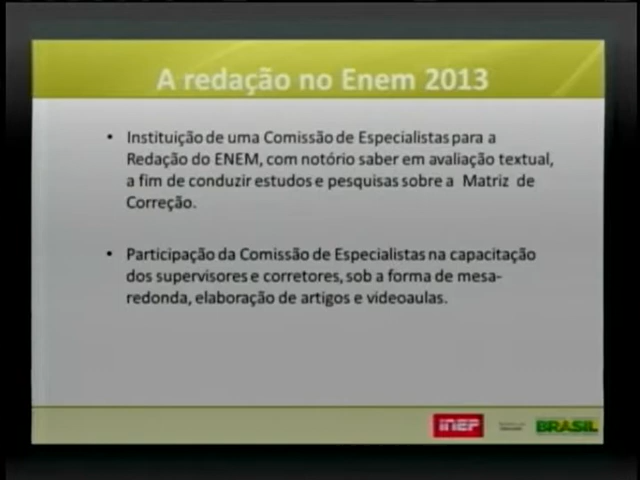 A redação no Enem 2013
• Instituição de uma Comissão de Especialistas para a
Redação do ENEM, com notório saber em avaliação textual,
a fim de conduzir estudos e pesquisas sobre a Matriz de
Correção.
• Participação da Comissão de Especialistas na capacitação
dos supervisores e corretores, sob a forma de mesa-
redonda, elaboração de artigos e videoaulas.
INEP
BRASIL